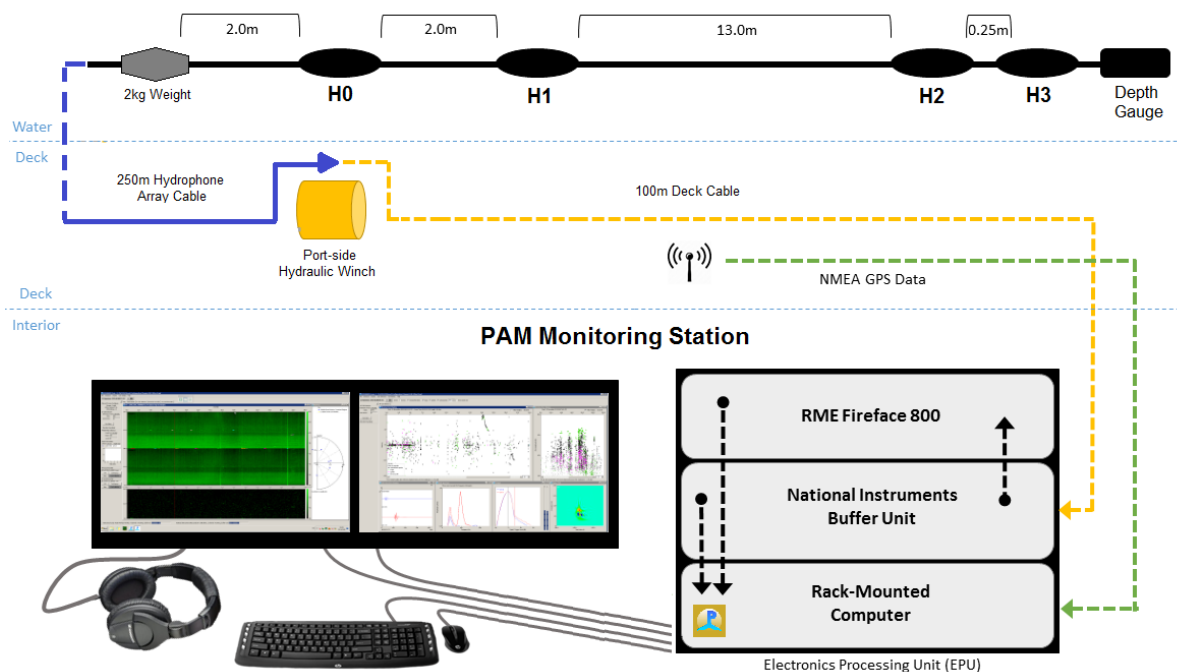 2.0m
2.0m
13.0m
0.25m
2kg Weight
H0
H1
H2
H3
Depth
Gauge
Water
Deck
250m Hydrophone
Array Cable
100m Deck Cable
Port-side
Hydraulic Winch
NMEA GPS Data
Deck
Interior
PAM Monitoring Station
RME Fireface 800
National Instruments
Buffer Unit
Rack-Mounted
Computer
P
Electronics Processing Unit (EPU)